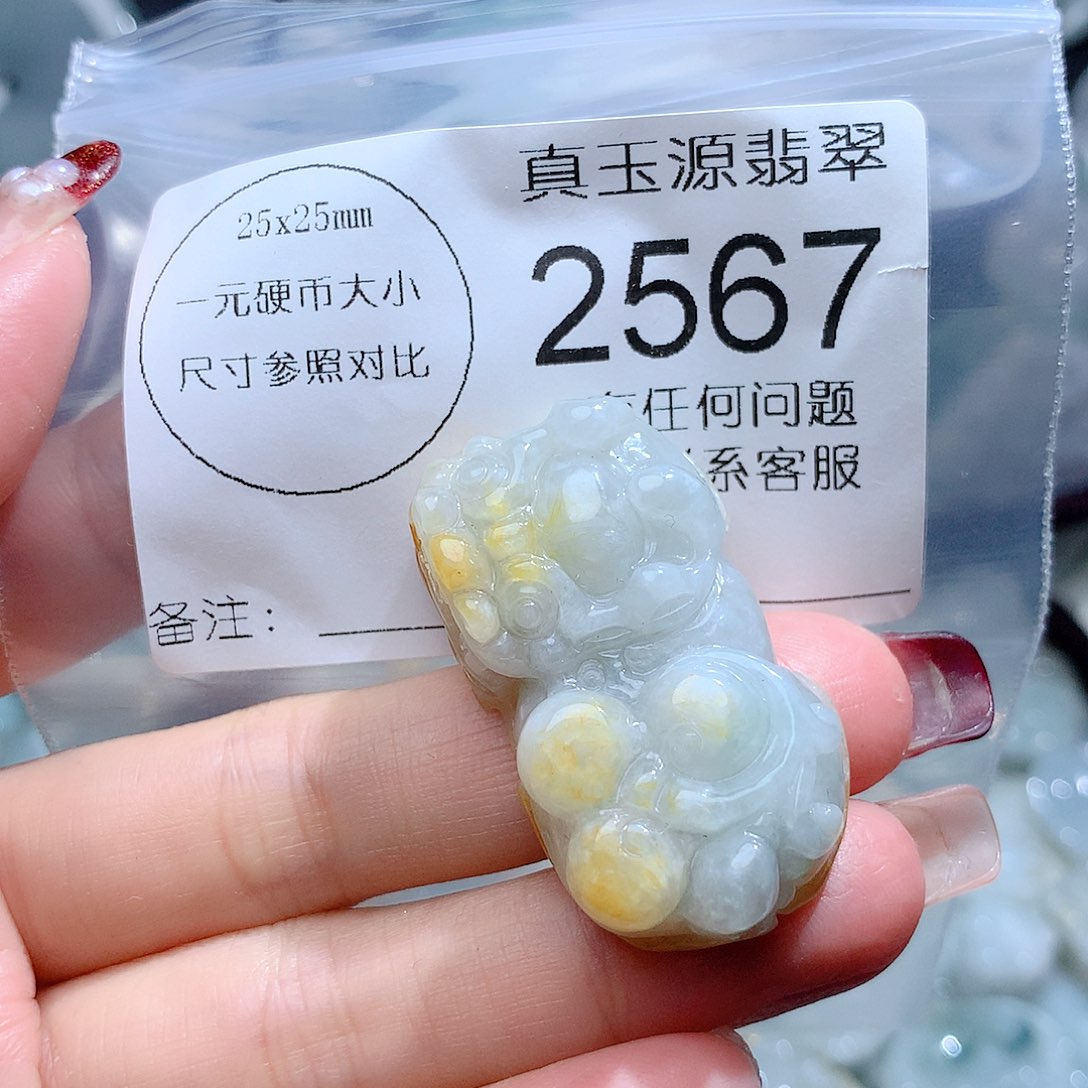 25x25mm
一元硬币大小
尺寸参照对比
真玉源翡翠
2567
任何问题
系客服
备注：